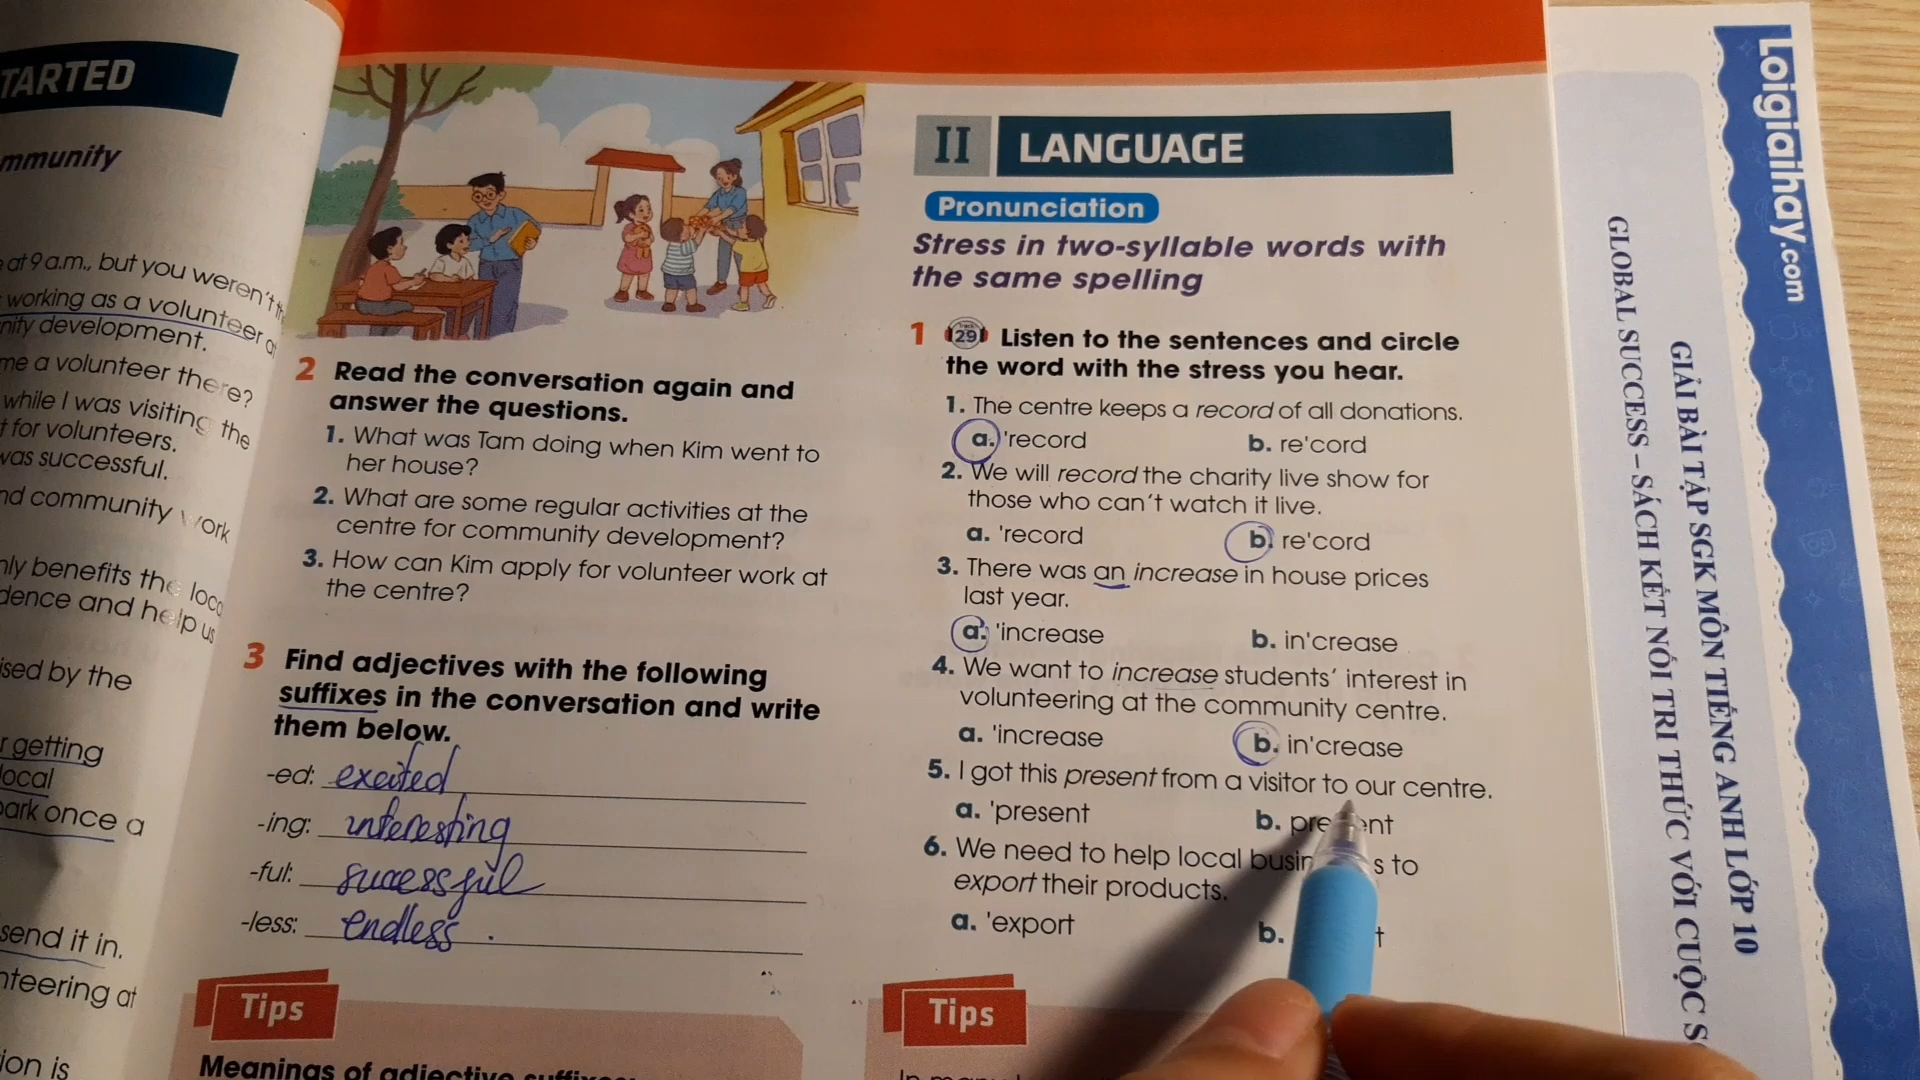 TARTED
mmunity
at 9 a.m., but you weren't
working as a volunteer
nity development.
me a volunteer there?
while I was visiting the
t for volunteers.
was successful.
nd community work
nly benefits the
dence and help us
ised by the
r getting
local
park once a
send it in.
nteering at
ion is
2 Read the conversation again and
answer the questions.
1. What was Tam doing when Kim went to
her house?
2. What are some regular activities at the
centre for community development?
3. How can Kim apply for volunteer work at
the centre?
3 Find adjectives with the following
suffixes in the conversation and write
them below.
-ed: excited
-ing: interesting
-ful: successful
-less: endless.
Tips
Meanings of adjective suffixes
II LANGUAGE
Pronunciation
Stress in two-syllable words with
the same spelling
1 Track 29 Listen to the sentences and circle
the word with the stress you hear.
1. The centre keeps a record of all donations.
a. 'record b. re'cord
2. We will record the charity live show for
those who can't watch it live.
a. 'record b. re'cord
3. There was an increase in house prices
last year.
a. 'increase b. in'crease
4. We want to increase students' interest in
volunteering at the community centre.
a. 'increase b. in'crease
5. I got this present from a visitor to our centre.
a. 'present b. pre ent
6. We need to help local busin s to
export their products.
a. 'export b. t
Tips
Loigiaihay.com
GIẢI BÀI TẬP SGK MÔN TIẾNG ANH LỚP 10
GLOBAL SUCCESS – SÁCH KẾT NỐI TRI THỨC VỚI CUỘC S